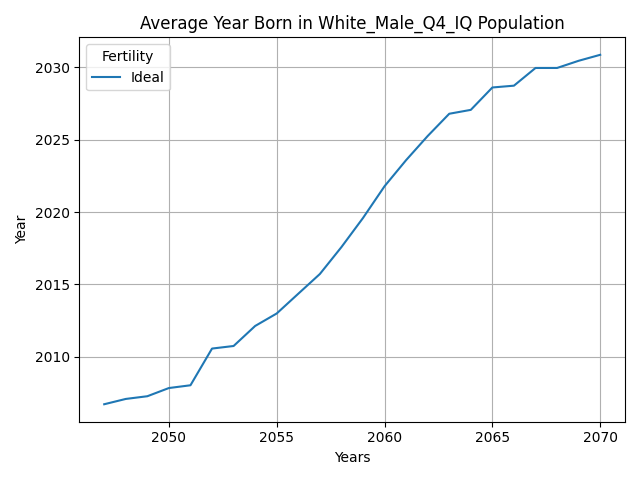 Average Year Born in White_Male_Q4_IQ Population
Fertility
Ideal
2030
2025
2020
2015
2010
Year
2050 2055 2060 2065 2070
Years